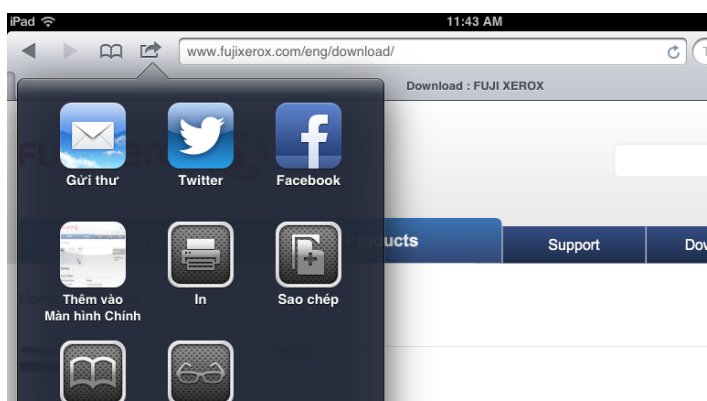 iPad 11:43 AM
www.fujixerox.com/eng/download/
Download : FUJI XEROX
Gửi thư Twitter Facebook
Products Support
Thêm vào
Màn hình Chính
In
Sao chép